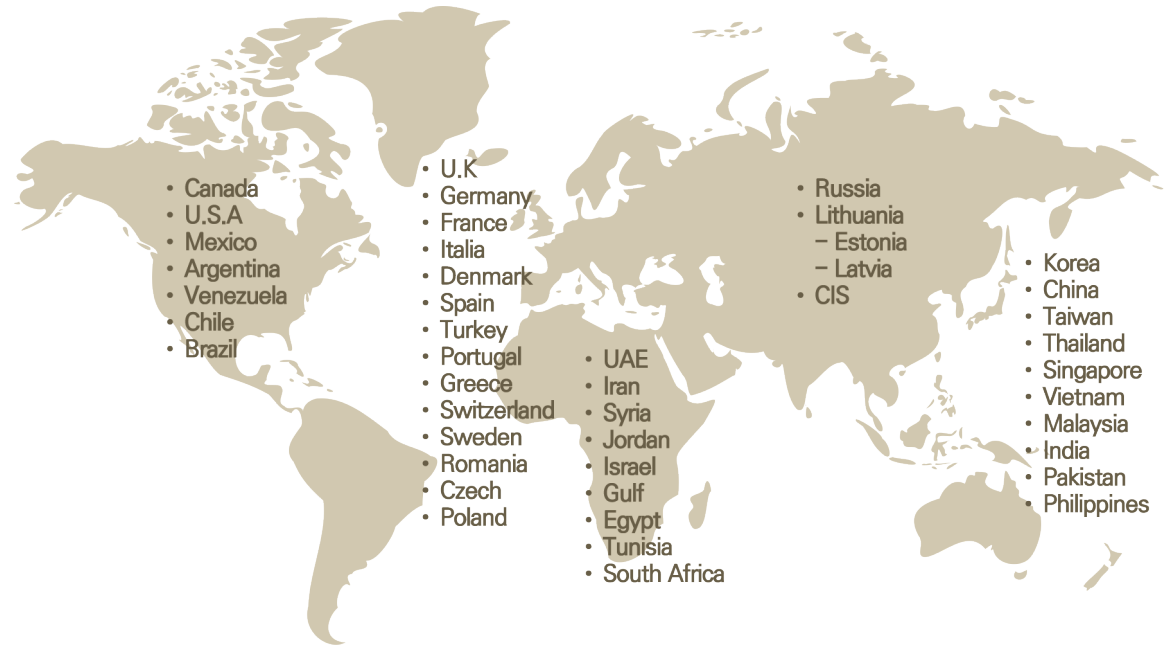 • Canada
• U.S.A
• Mexico
• Argentina
• Venezuela
• Chile
• Brazil
• U.K
• Germany
• France
• Italia
• Denmark
• Spain
• Turkey
• Portugal
• Greece
• Switzerland
• Sweden
• Romania
• Czech
• Poland
• UAE
• Iran
• Syria
• Jordan
• Israel
• Gulf
• Egypt
• Tunisia
• South Africa
• Russia
• Lithuania
– Estonia
– Latvia
• CIS
• Korea
• China
• Taiwan
• Thailand
• Singapore
• Vietnam
• Malaysia
• India
• Pakistan
• Philippines